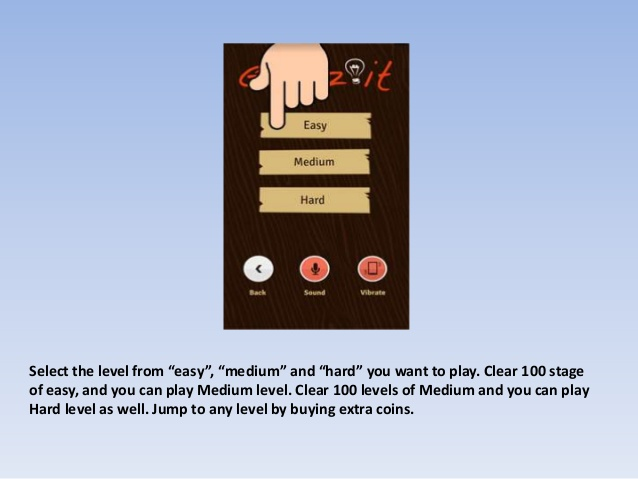 it
Easy
Medium
Hard
Back Sound Vibrate
Select the level from “easy”, “medium” and “hard” you want to play. Clear 100 stage
of easy, and you can play Medium level. Clear 100 levels of Medium and you can play
Hard level as well. Jump to any level by buying extra coins.